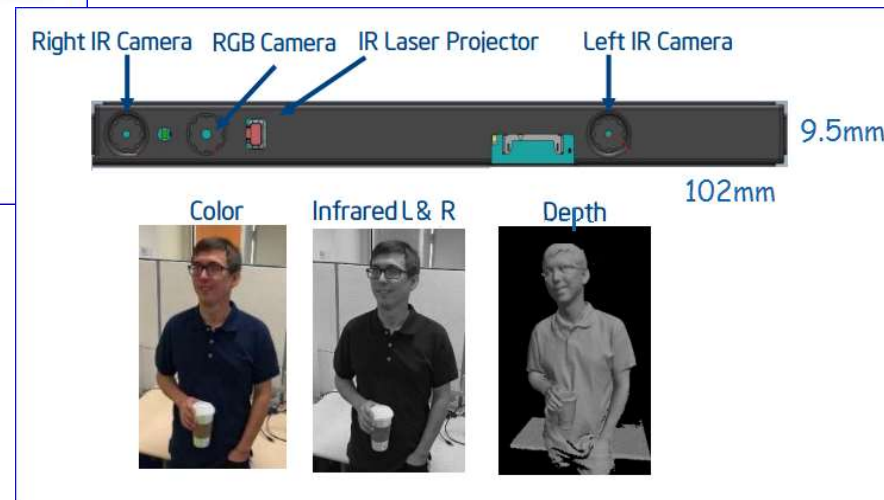 Right IR Camera RGB Camera IR Laser Projector Left IR Camera
9.5mm
102mm
Color Infrared L & R Depth